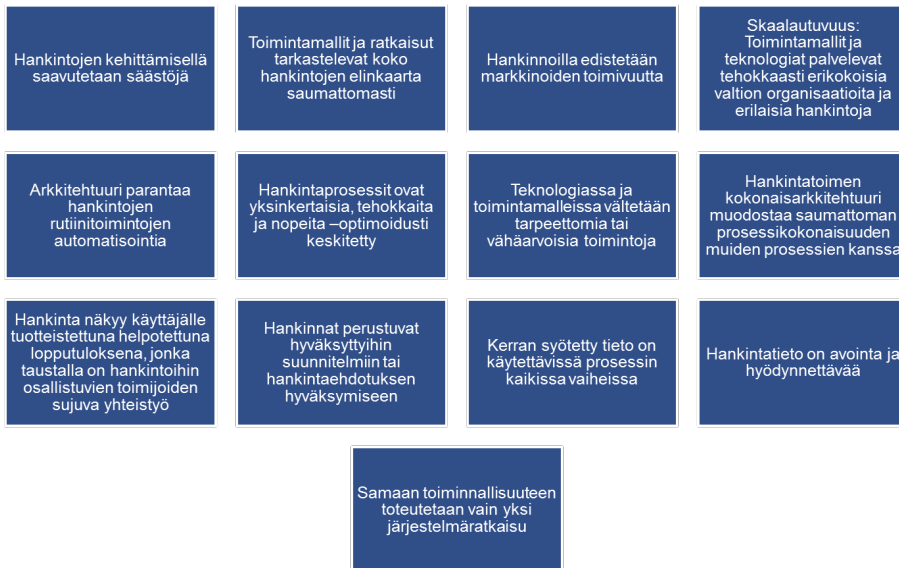 Hankintojen kehittämisellä
saavutetaan säästöjä
Toimintamallit ja ratkaisut
tarkastelevat koko
hankintojen elinkaarta
saumattomasti
Hankinnoilla edistetään
markkinoiden toimivuutta
Skaalautuvuus:
Toimintamallit ja
teknologiat palvelevat
tehokkaasti erikokoisia
valtion organisaatioita ja
erilaisia hankintoja
Arkkitehtuuri parantaa
hankintojen
rutiinitoimintojen
automatisointia
Hankintaprosessit ovat
yksinkertaisia, tehokkaita
ja nopeita –optimoidusti
keskitetty
Teknologiassa ja
toimintamalleissa vältetään
tarpeettomia tai
vähäarvoisia toimintoja
Hankintatoimen
kokonaisarkkitehtuuri
muodostaa saumattoman
prosessikokonaisuuden
muiden prosessien kanssa
Hankinta näkyy käyttäjälle
tuotteistettuna helpotettuna
lopputuloksena, jonka
taustalla on hankintoihin
osallistuvien toimijoiden
sujuva yhteistyö
Hankinnat perustuvat
hyväksyttyihin
suunnitelmiin tai
hankintaehdotuksen
hyväksymiseen
Kerran syötetty tieto on
käytettävissä prosessin
kaikissa vaiheissa
Hankintatieto on avointa ja
hyödynnettävää
Samaan toiminnallisuuteen
toteutetaan vain yksi
järjestelmäratkaisu